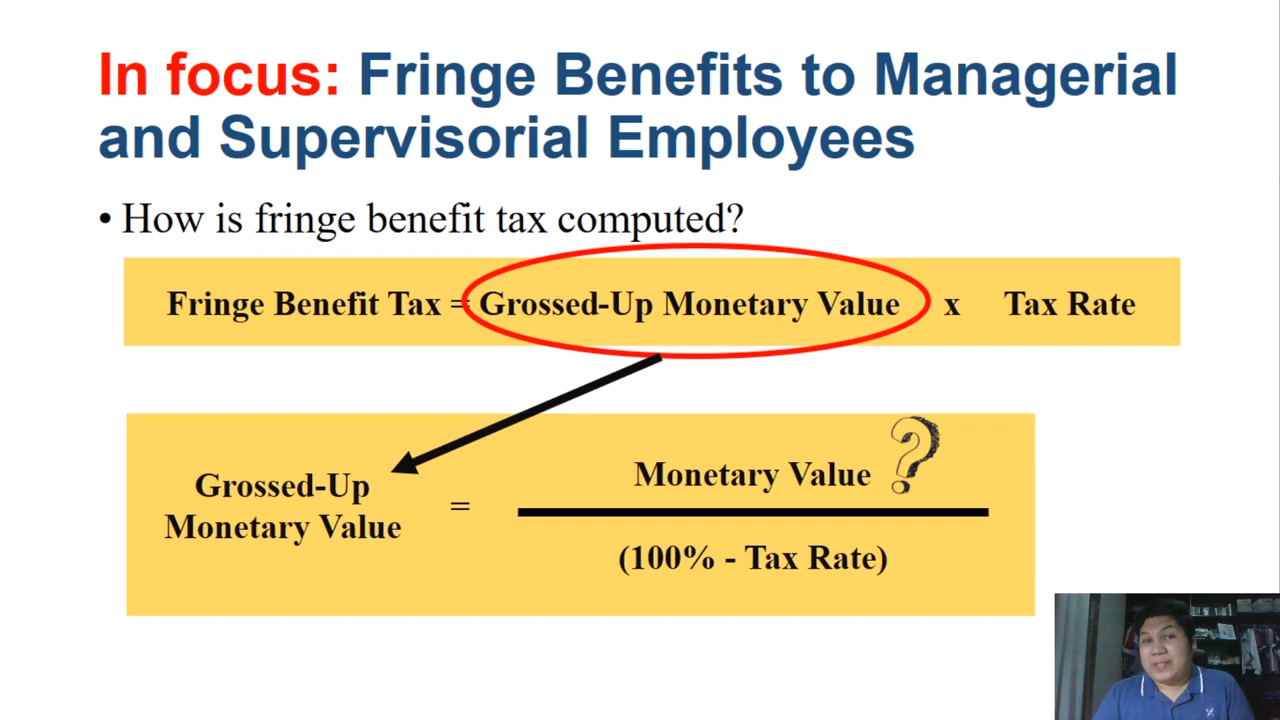 In focus: Fringe Benefits to Managerial
and Supervisorial Employees
• How is fringe benefit tax computed?
Fringe Benefit Tax = Grossed-Up Monetary Value x Tax Rate
Grossed-Up
Monetary Value
=
Monetary Value ?
(100% - Tax Rate)